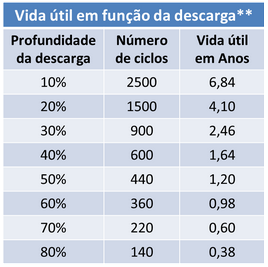 Vida útil em função da descarga**
Profundidade da descarga Número de ciclos Vida útil em Anos
10% 2500 6,84
20% 1500 4,10
30% 900 2,46
40% 600 1,64
50% 440 1,20
60% 360 0,98
70% 220 0,60
80% 140 0,38